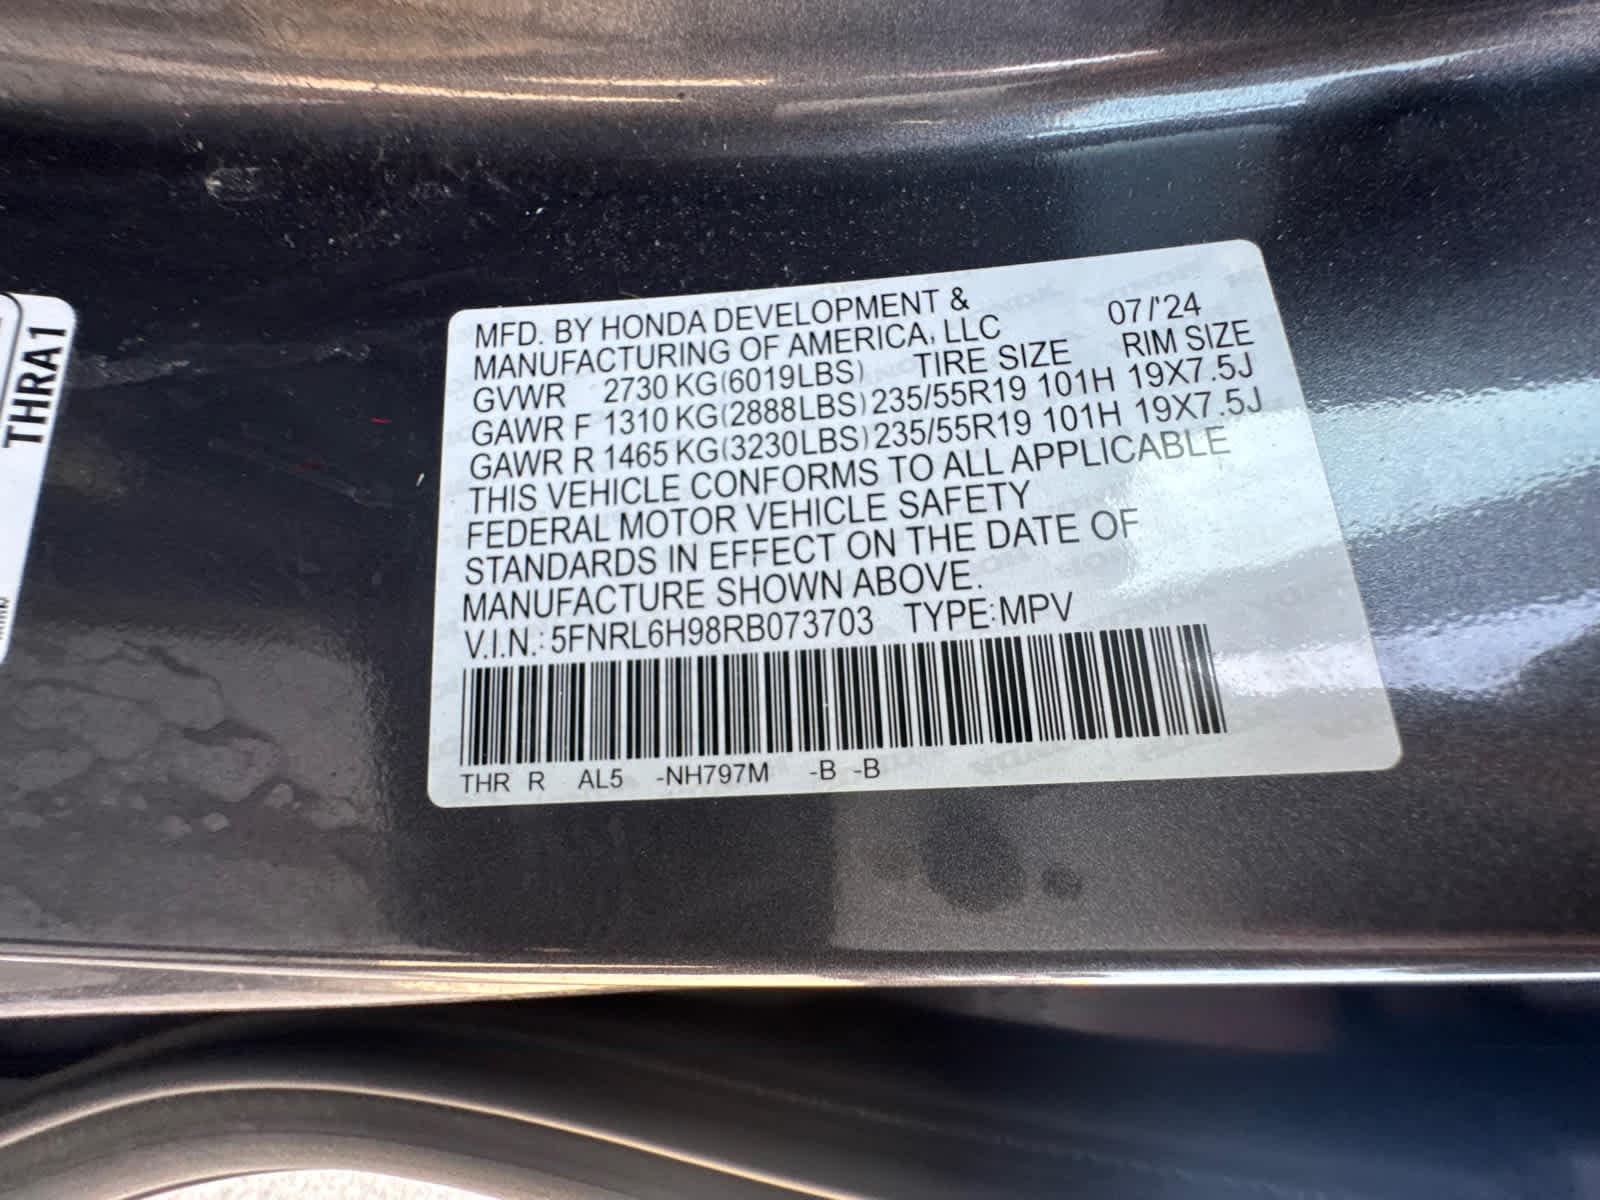 MFD. BY HONDA DEVELOPMENT &
MANUFACTURING OF AMERICA, LLC 07/'24
GVWR 2730 KG(6019LBS) TIRE SIZE RIM SIZE
GAWR F 1310 KG(2888LBS) 235/55R19 101H 19X7.5J
GAWR R 1465 KG(3230LBS) 235/55R19 101H 19X7.5J
THIS VEHICLE CONFORMS TO ALL APPLICABLE
FEDERAL MOTOR VEHICLE SAFETY
STANDARDS IN EFFECT ON THE DATE OF
MANUFACTURE SHOWN ABOVE.
V.I.N.: 5FNRL6H98RB073703 TYPE: MPV
THR R AL5 -NH797M -B -B
THRA1